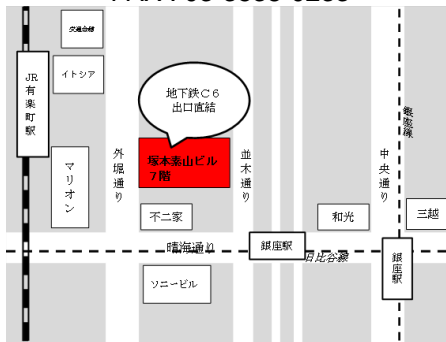 交通会館
イトシア
JR
有楽町駅
マリオン
外堀通り
地下鉄C6
出口直結
塚本素山ビル
7階
不二家
晴海通り
ソニービル
並木通り
銀座駅
日比谷線
和光
中央通り
銀座線
三越
銀座駅